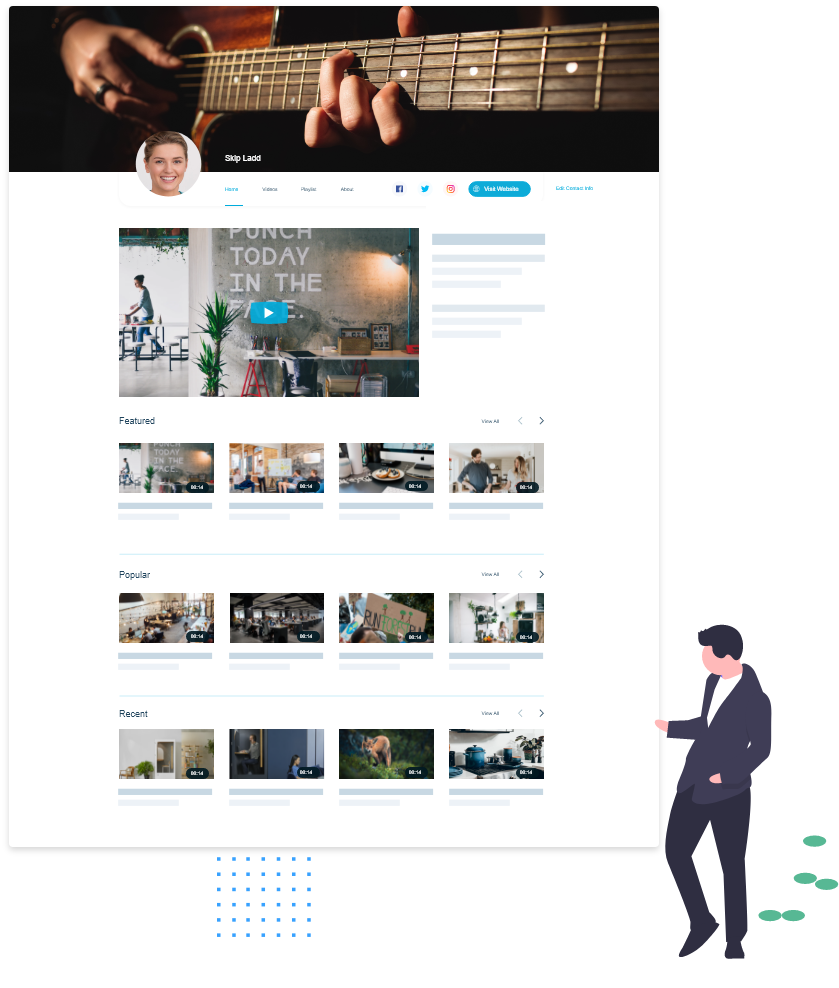 Skip Ladd
Home Videos Playlist About Visit Website Edit Contact Info
PUNCH
TODAY
IN THE
FACE.
Featured View All
PUNCH
TODAY
IN THE
FACE.
00:14 00:14 00:14 00:14
Popular View All
RUN
00:14 00:14 00:14 00:14
Recent View All
00:14 00:14 00:14 00:14